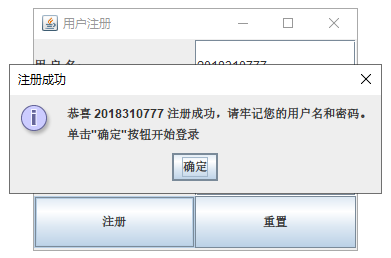 用户注册
用户名
2018310777
注册成功
恭喜 2018310777 注册成功，请牢记您的用户名和密码。
单击"确定"按钮开始登录
确定
注册
重置